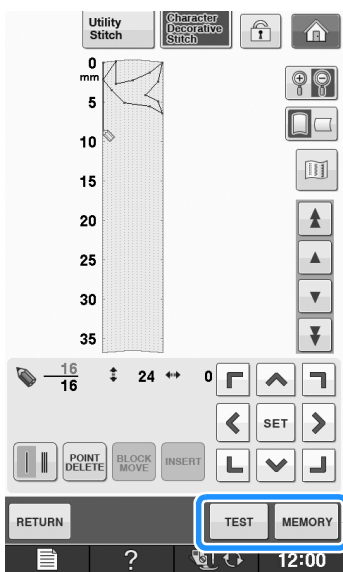 Utility
Stitch
Character
Decorative
Stitch
0
mm
5
10
15
20
25
30
35
16
16
24
0
SET
POINT
DELETE
BLOCK
MOVE
INSERT
RETURN
TEST
MEMORY
?
12:00